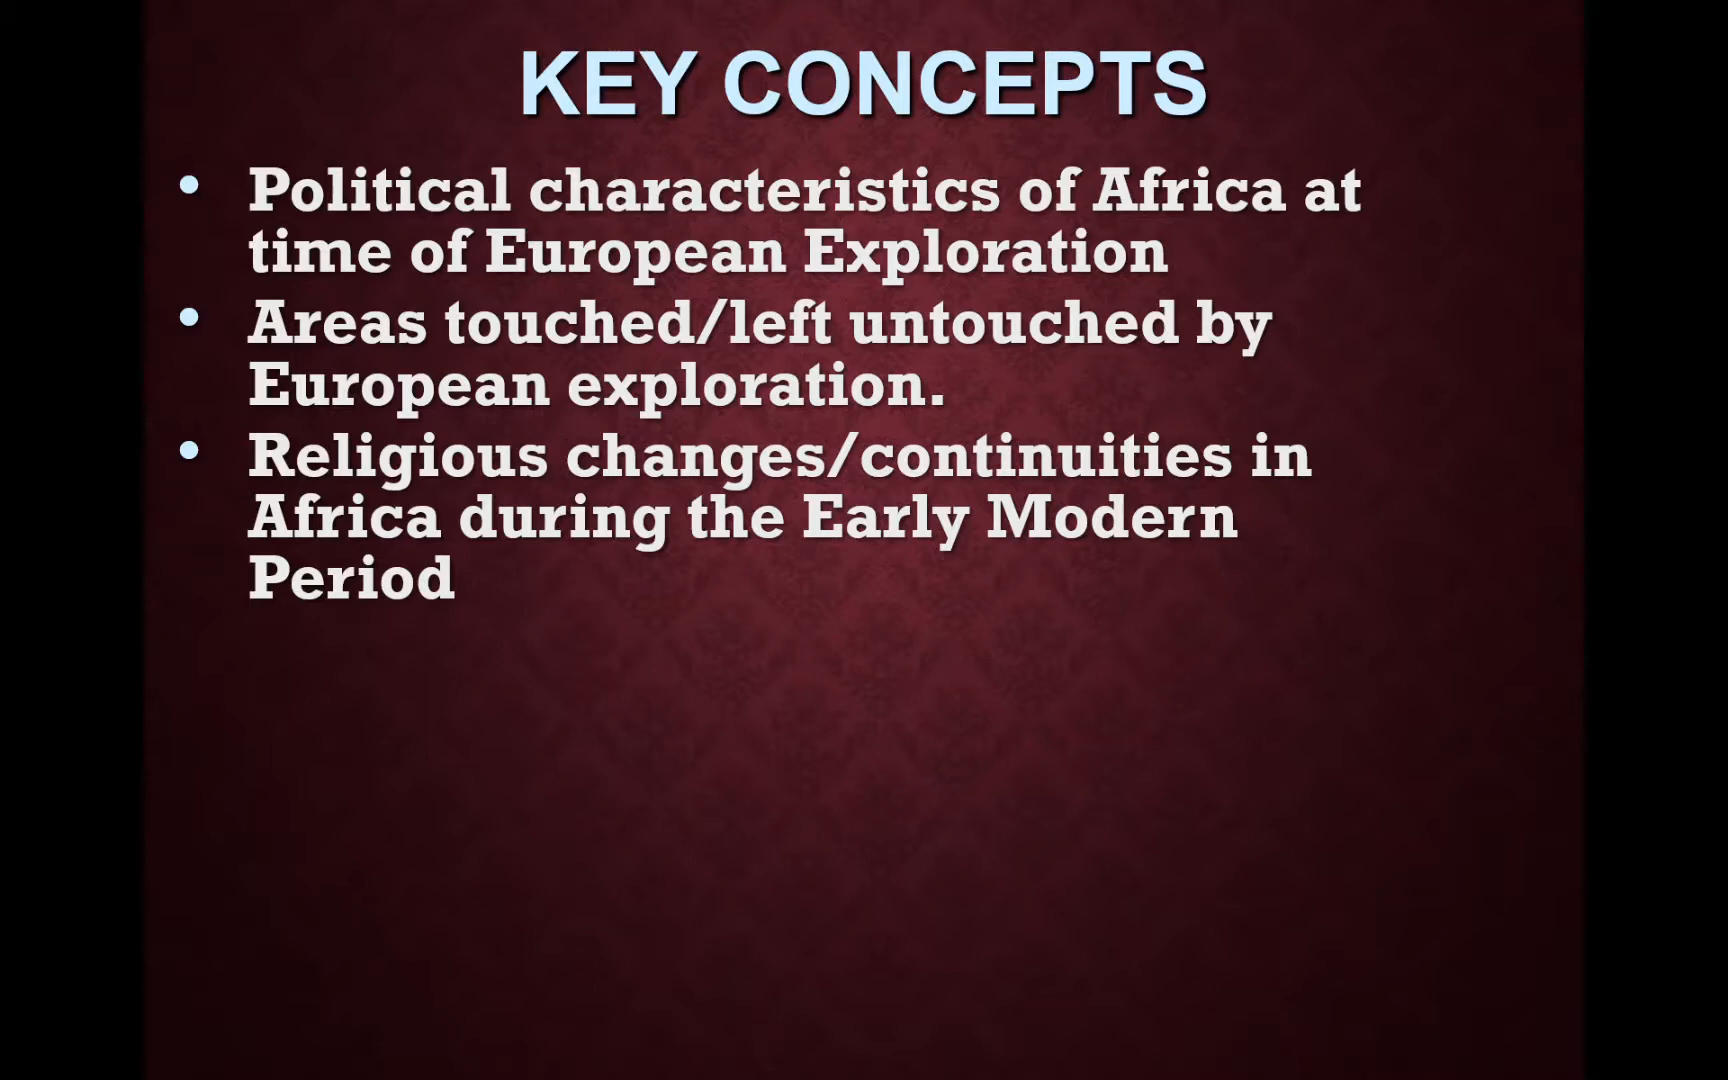 KEY CONCEPTS
• Political characteristics of Africa at
time of European Exploration
• Areas touched/left untouched by
European exploration.
• Religious changes/continuities in
Africa during the Early Modern
Period